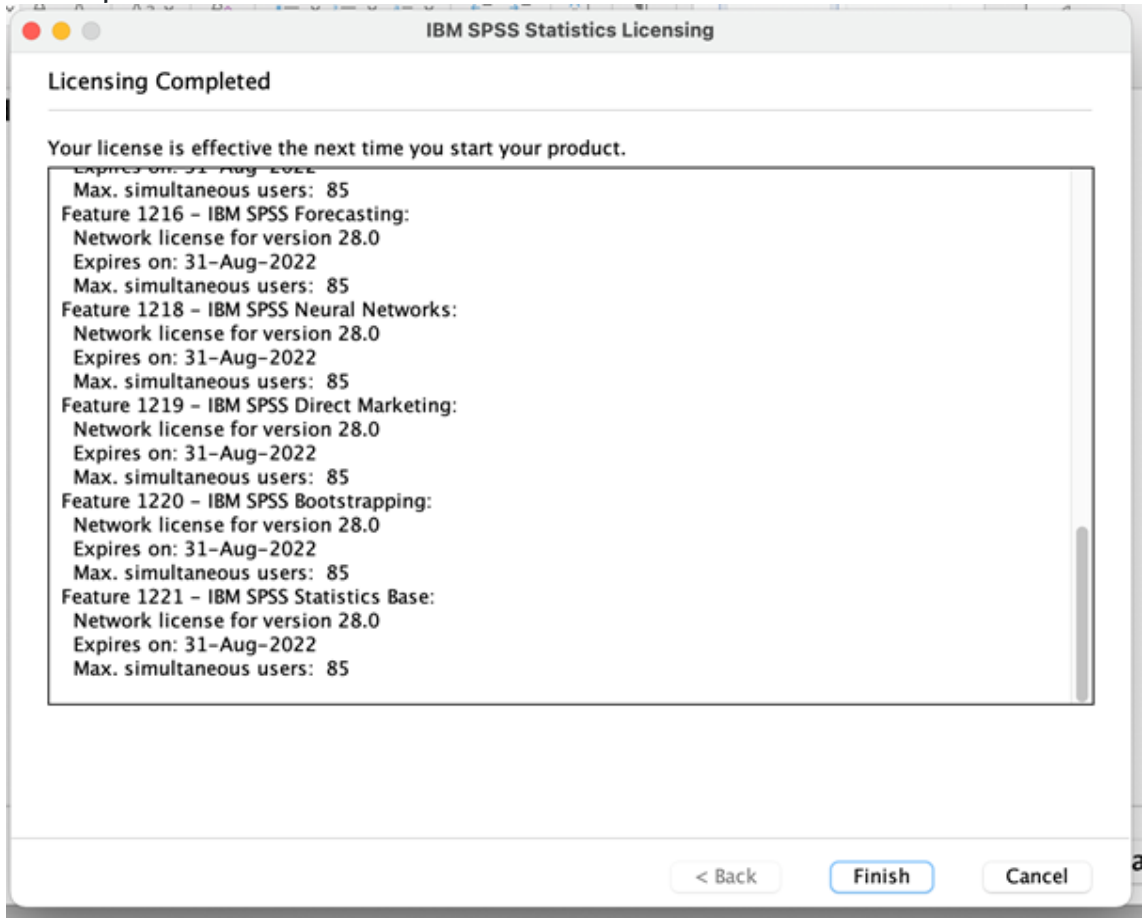 IBM SPSS Statistics Licensing
Licensing Completed
Your license is effective the next time you start your product.
Expires on: 31-Aug-2022
Max. simultaneous users: 85
Feature 1216 – IBM SPSS Forecasting:
Network license for version 28.0
Expires on: 31-Aug-2022
Max. simultaneous users: 85
Feature 1218 – IBM SPSS Neural Networks:
Network license for version 28.0
Expires on: 31-Aug-2022
Max. simultaneous users: 85
Feature 1219 – IBM SPSS Direct Marketing:
Network license for version 28.0
Expires on: 31-Aug-2022
Max. simultaneous users: 85
Feature 1220 – IBM SPSS Bootstrapping:
Network license for version 28.0
Expires on: 31-Aug-2022
Max. simultaneous users: 85
Feature 1221 – IBM SPSS Statistics Base:
Network license for version 28.0
Expires on: 31-Aug-2022
Max. simultaneous users: 85
< Back
Finish
Cancel